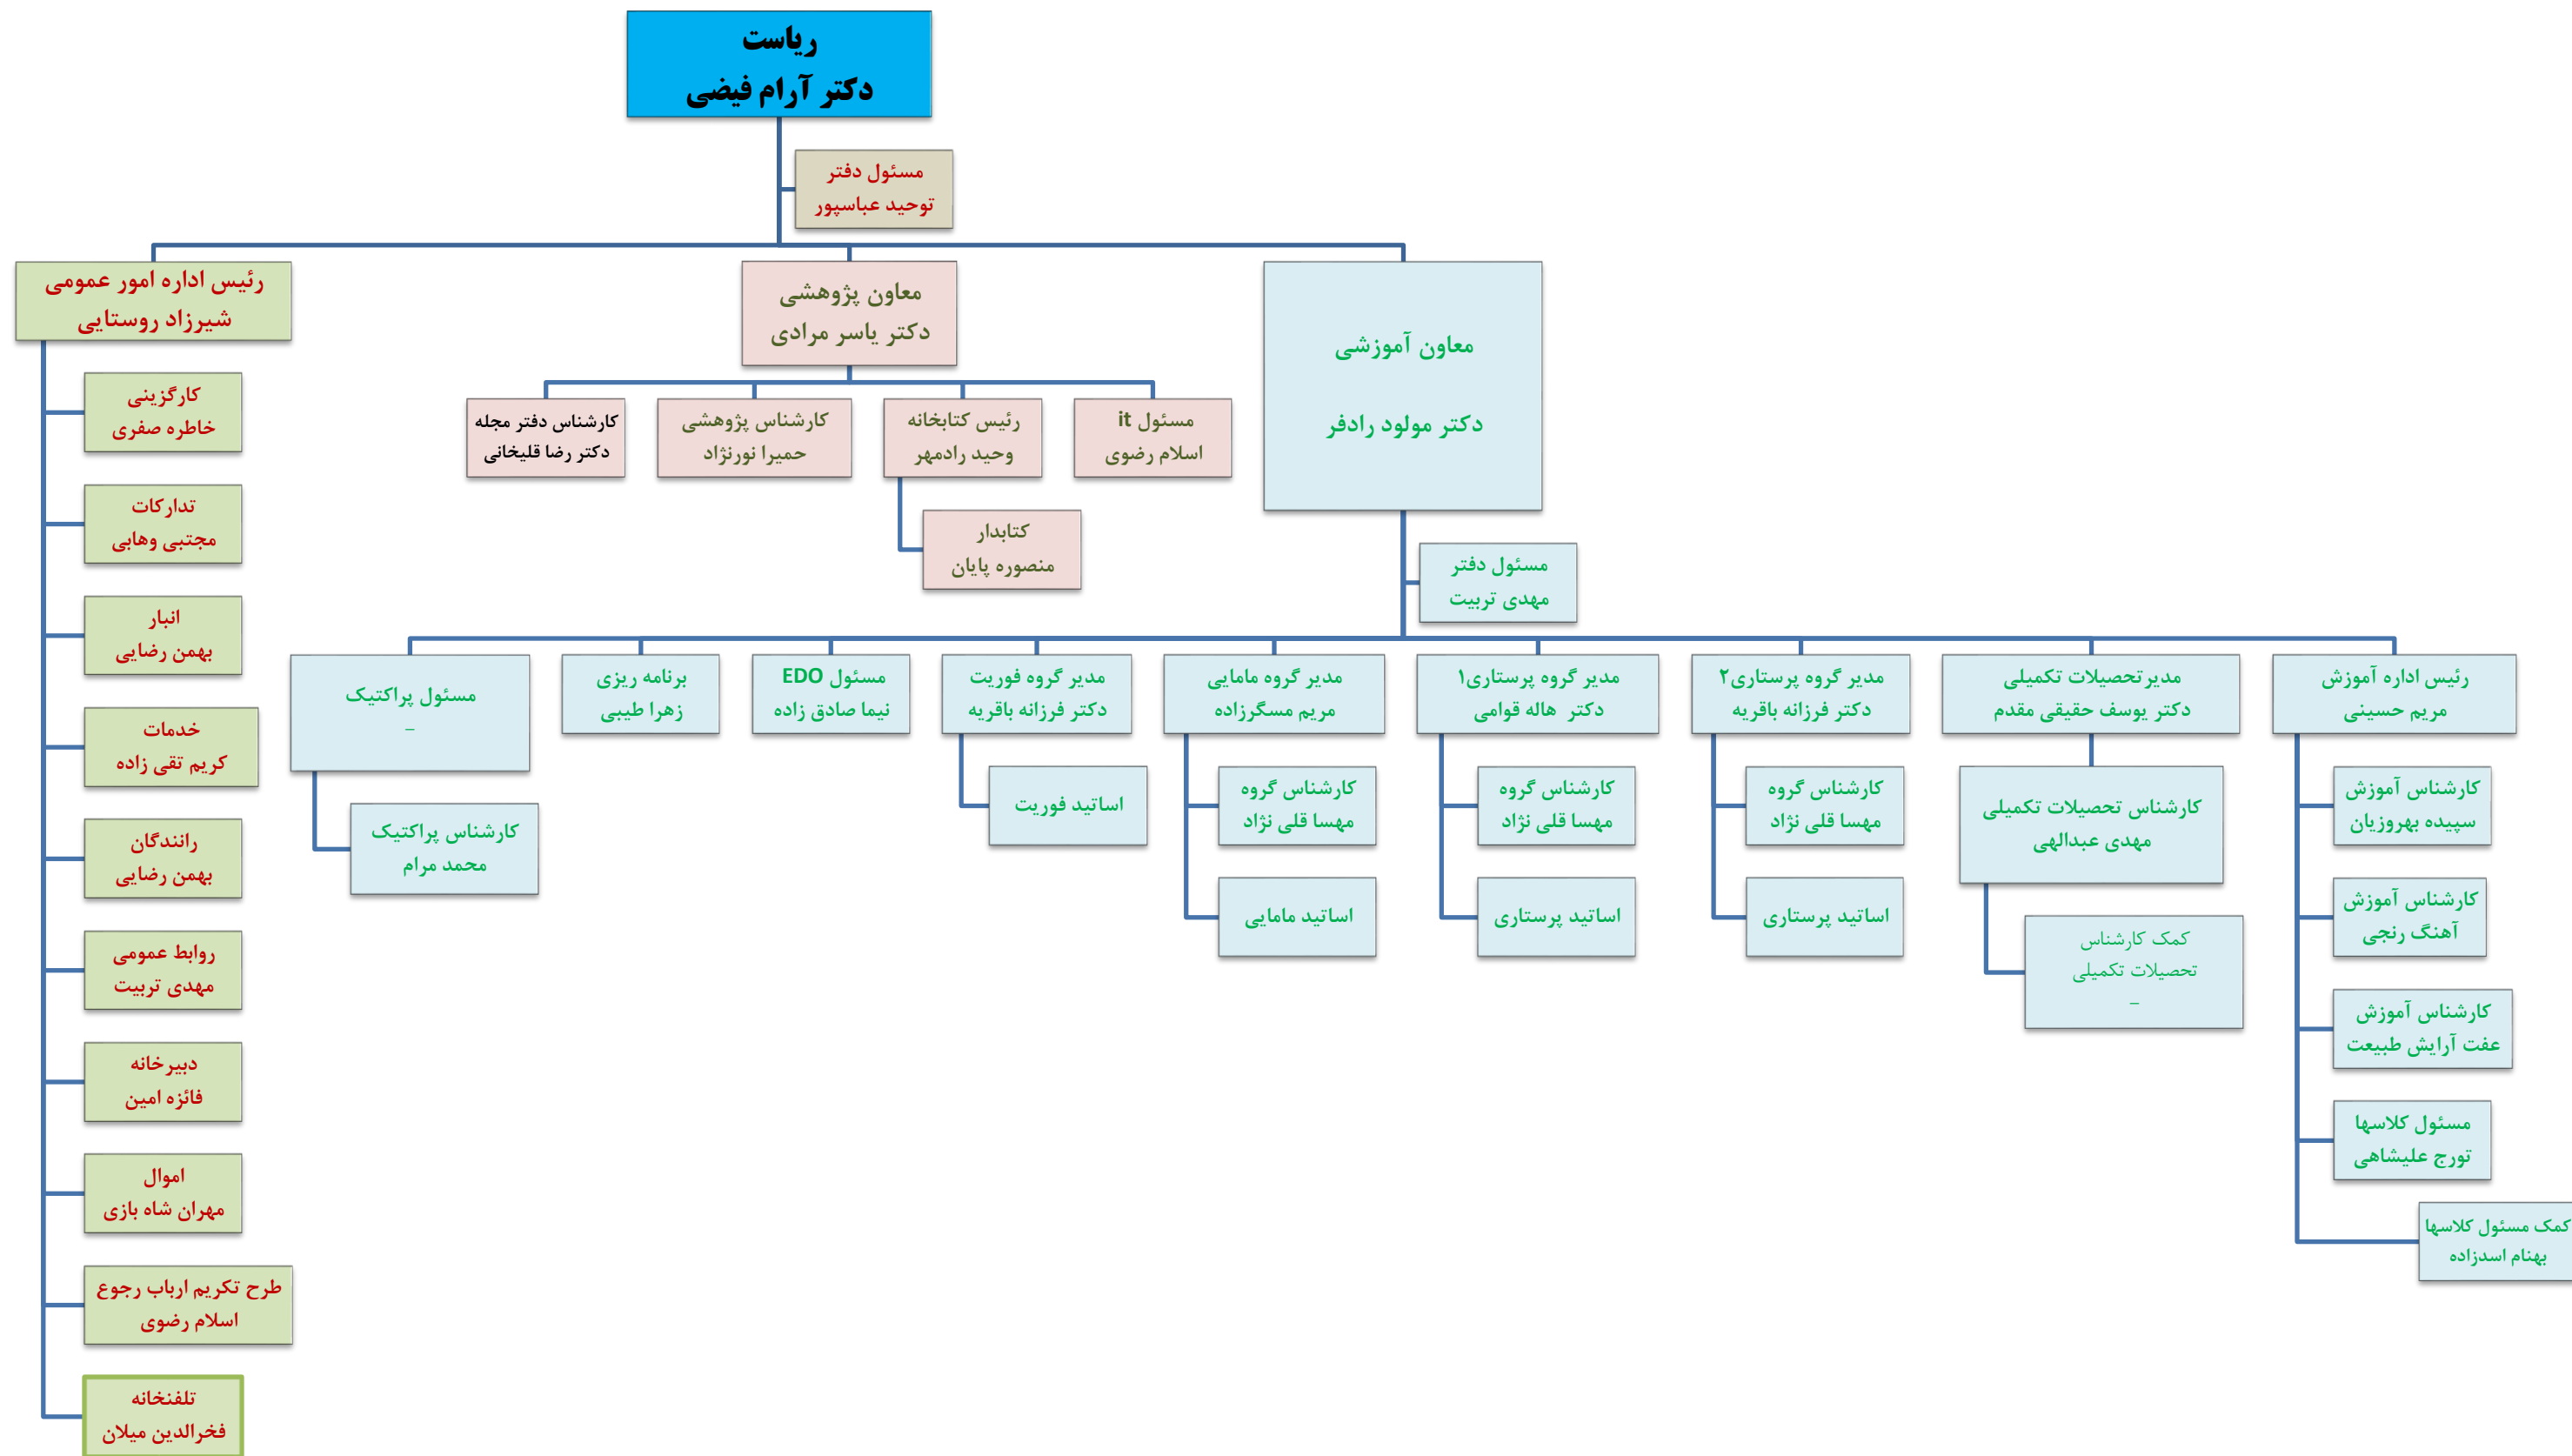 ریاست
دکتر آرام فیضی
مسئول دفتر
توحید عباسپور
معاون آموزشی
دکتر مولود رادفر
مسئول دفتر
مهدی تربیت
رئیس اداره آموزش
مریم حسینی
کارشناس آموزش
سپیده بهروزیان
کارشناس آموزش
آهنگ رنجی
کارشناس آموزش
عفت آرایش طبیعت
مسئول کلاسها
تورج علیشاهی
کمک مسئول کلاسها
بهنام اسدزاده
مدیرتحصیلات تکمیلی
دکتر یوسف حقیقی مقدم
کارشناس تحصیلات تکمیلی
مهدی عبدالهی
کمک کارشناس
تحصیلات تکمیلی
–
مدیر گروه پرستاری۲
دکتر فرزانه باقریه
کارشناس گروه
مهسا قلی نژاد
اساتید پرستاری
مدیر گروه پرستاری۱
دکتر هاله قوامی
کارشناس گروه
مهسا قلی نژاد
اساتید پرستاری
مدیر گروه مامایی
مریم مسگرزاده
کارشناس گروه
مهسا قلی نژاد
اساتید مامایی
مدیر گروه فوریت
دکتر فرزانه باقریه
اساتید فوریت
مسئول EDO
نیما صادق زاده
برنامه ریزی
زهرا طیبی
مسئول پراکتیک
–
کارشناس پراکتیک
محمد مرام
معاون پژوهشی
دکتر یاسر مرادی
مسئول it
اسلام رضوی
رئیس کتابخانه
وحید رادمهر
کتابدار
منصوره پایان
کارشناس پژوهشی
حمیرا نورنژاد
کارشناس دفتر مجله
دکتر رضا قلیخانی
رئیس اداره امور عمومی
شیرزاد روستایی
کارگزینی
خاطره صفری
تدارکات
مجتبی وهابی
انبار
بهمن رضایی
خدمات
کریم تقی زاده
رانندگان
بهمن رضایی
روابط عمومی
مهدی تربیت
دبیرخانه
فائزه امین
اموال
مهران شاه بازی
طرح تکریم ارباب رجوع
اسلام رضوی
تلفنخانه
فخرالدین میلان